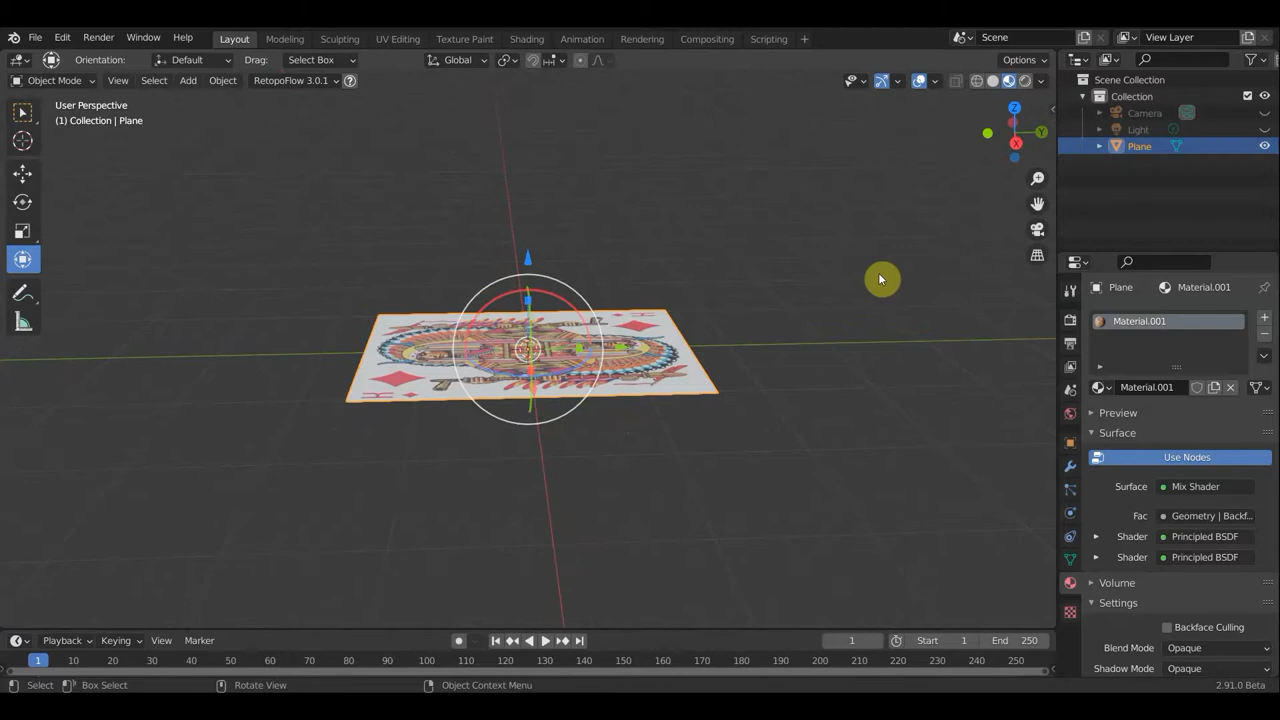 File Edit Render Window Help Layout Modeling Sculpting UV Editing Texture Paint Shading Animation Rendering Compositing Scripting + Scene View Layer
Orientation: Default Drag: Select Box Global Options
Object Mode View Select Add Object RetopoFlow 3.0.1 ?
User Perspective
(1) Collection | Plane
Z
Y
X
Scene Collection
Collection
Camera
Light
Plane
Plane Material.001
Material.001
Material.001
Preview
Surface
Use Nodes
Surface Mix Shader
Fac Geometry | Backf...
Shader Principled BSDF
Shader Principled BSDF
Volume
Settings
Backface Culling
Blend Mode Opaque
Shadow Mode Opaque
K
K
Playback Keying View Marker 1 Start 1 End 250
1 10 20 30 40 50 60 70 80 90 100 110 120 130 140 150 160 170 180 190 200 210 220 230 240 250
Select Box Select Rotate View Object Context Menu 2.91.0 Beta